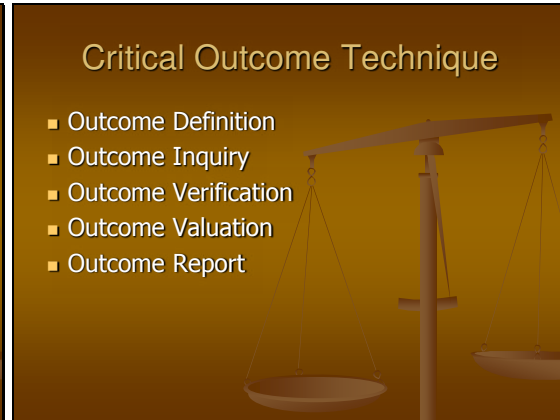 Critical Outcome Technique
Outcome Definition
Outcome Inquiry
Outcome Verification
Outcome Valuation
Outcome Report